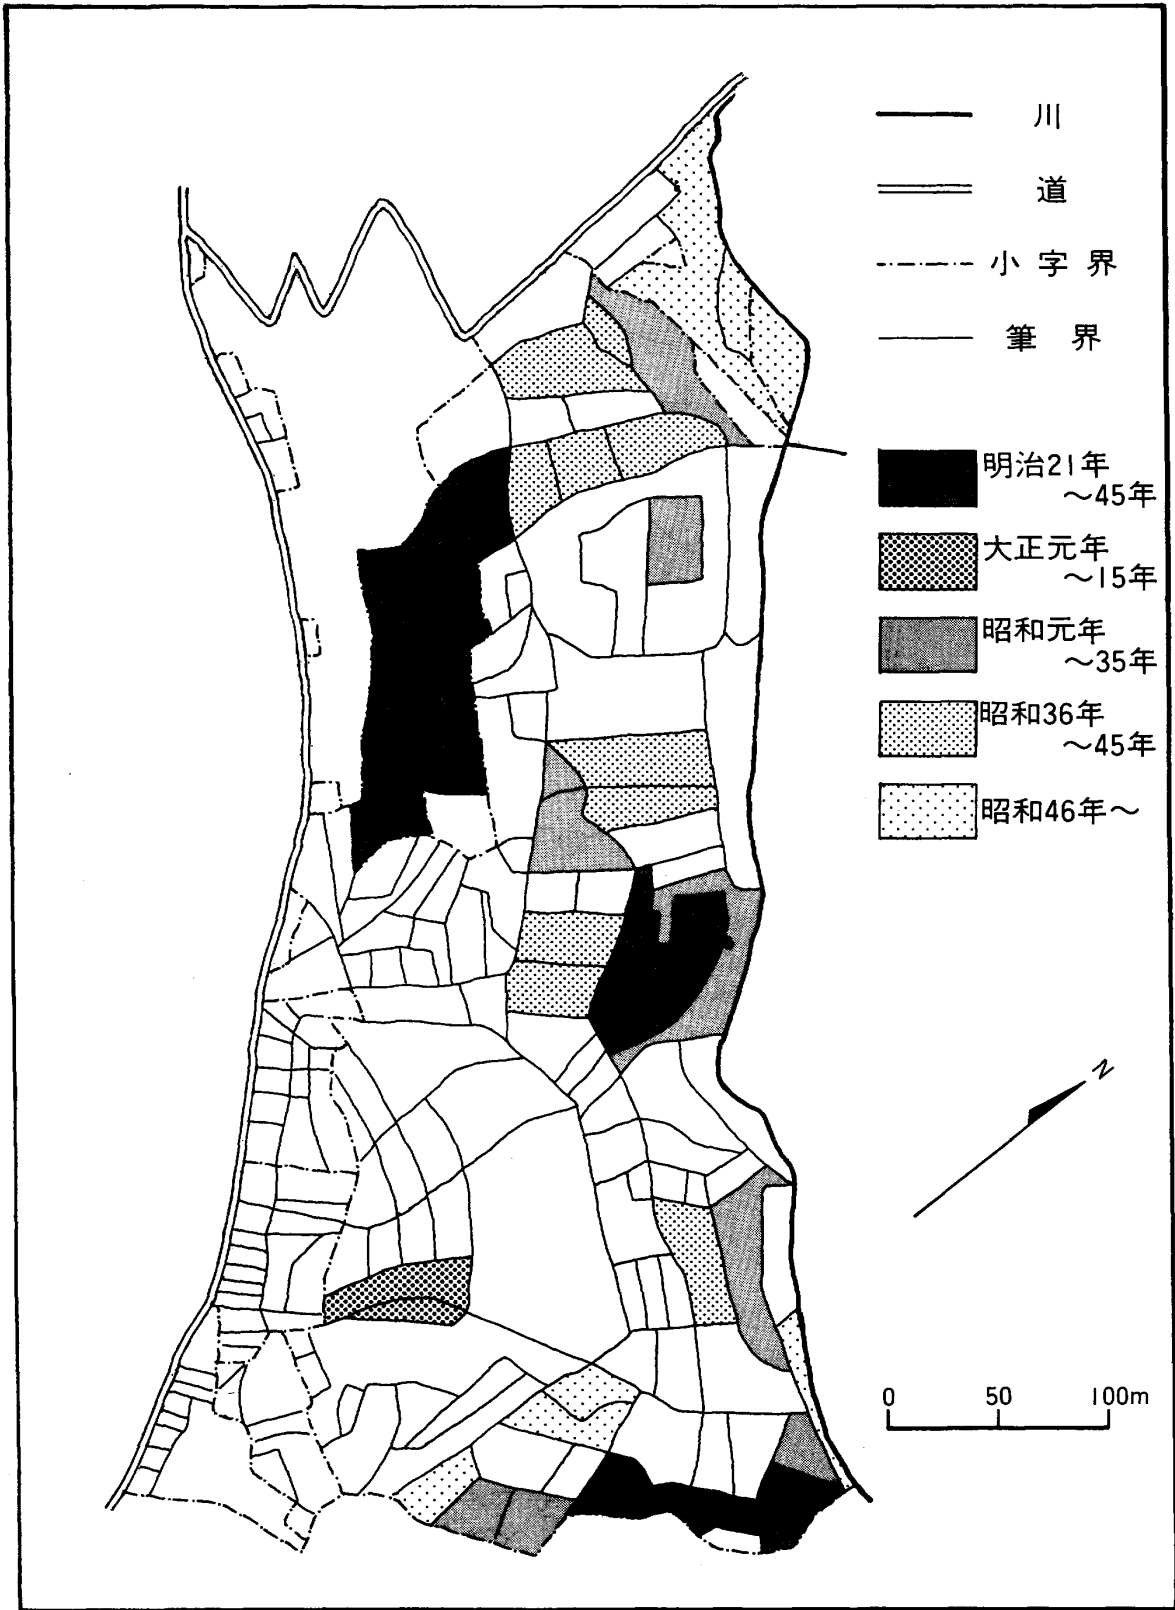 川
道
小字界
筆界
明治21年
～45年
大正元年
～15年
昭和元年
～35年
昭和36年
～45年
昭和46年～
N
0 50 100m